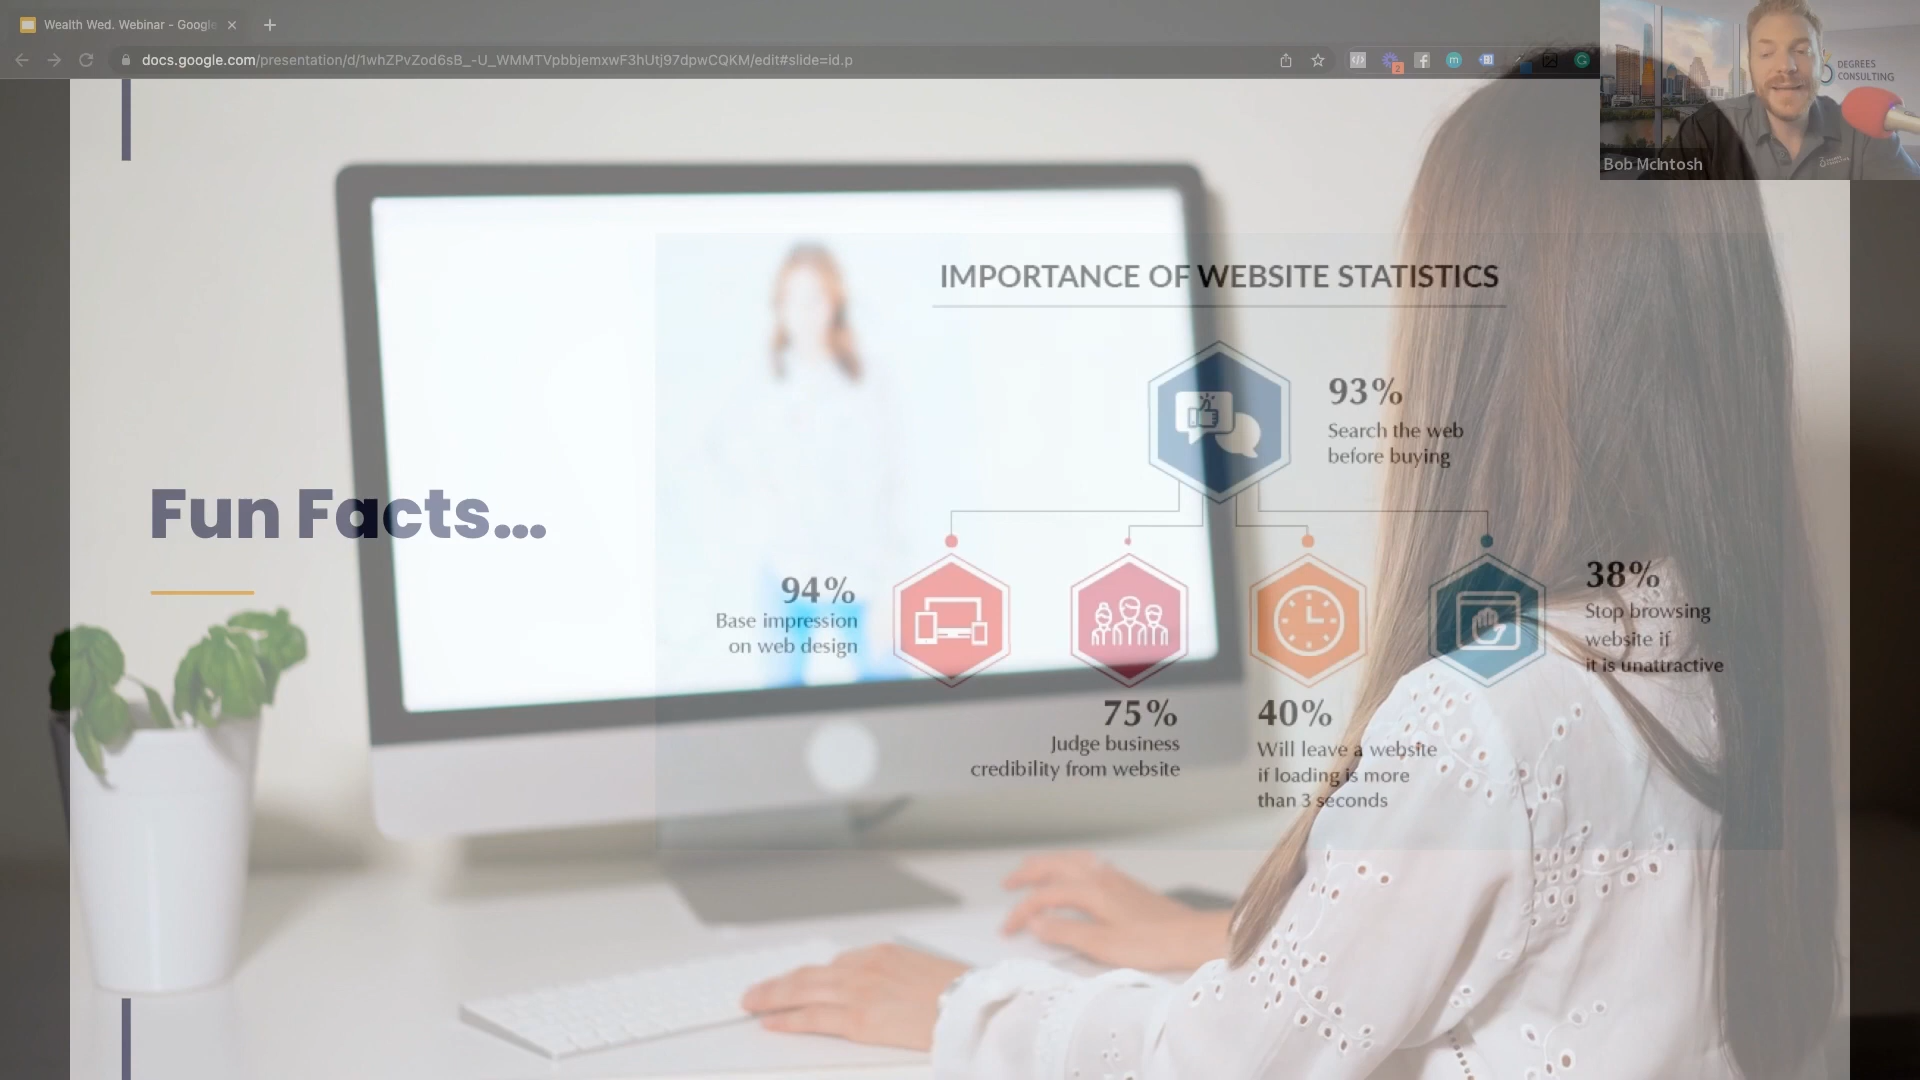 Wealth Wed. Webinar - Google
docs.google.com/presentation/d/1whZPvZod6sB_-U_WMMTVpbbjemxwF3hUtj97dpwCQKM/edit#slide=id.p
2
DEGREES
CONSULTING
Bob McIntosh
IMPORTANCE OF WEBSITE STATISTICS
93%
Search the web
before buying
Fun Facts...
94%
Base impression
on web design
38%
Stop browsing
website if
it is unattractive
75%
Judge business
credibility from website
40%
Will leave a website
if loading is more
than 3 seconds